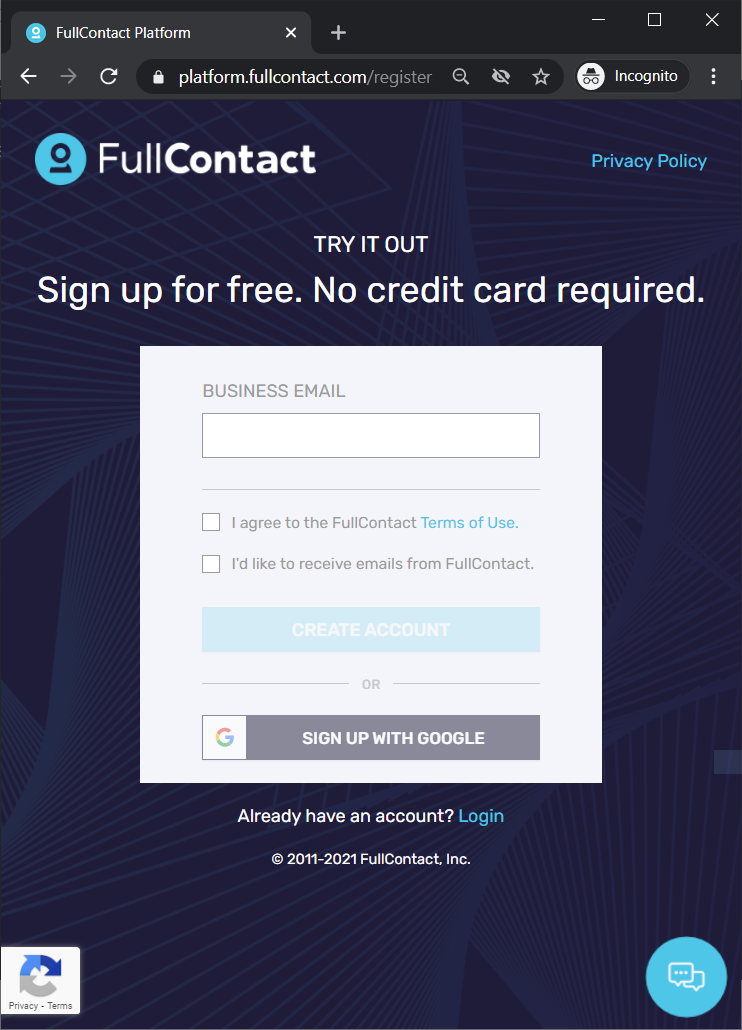 FullContact Platform
platform.fullcontact.com/register
Incognito
FullContact
Privacy Policy
TRY IT OUT
Sign up for free. No credit card required.
BUSINESS EMAIL
I agree to the FullContact Terms of Use.
I'd like to receive emails from FullContact.
CREATE ACCOUNT
OR
G SIGN UP WITH GOOGLE
Already have an account? Login
© 2011-2021 FullContact, Inc.
Privacy - Terms